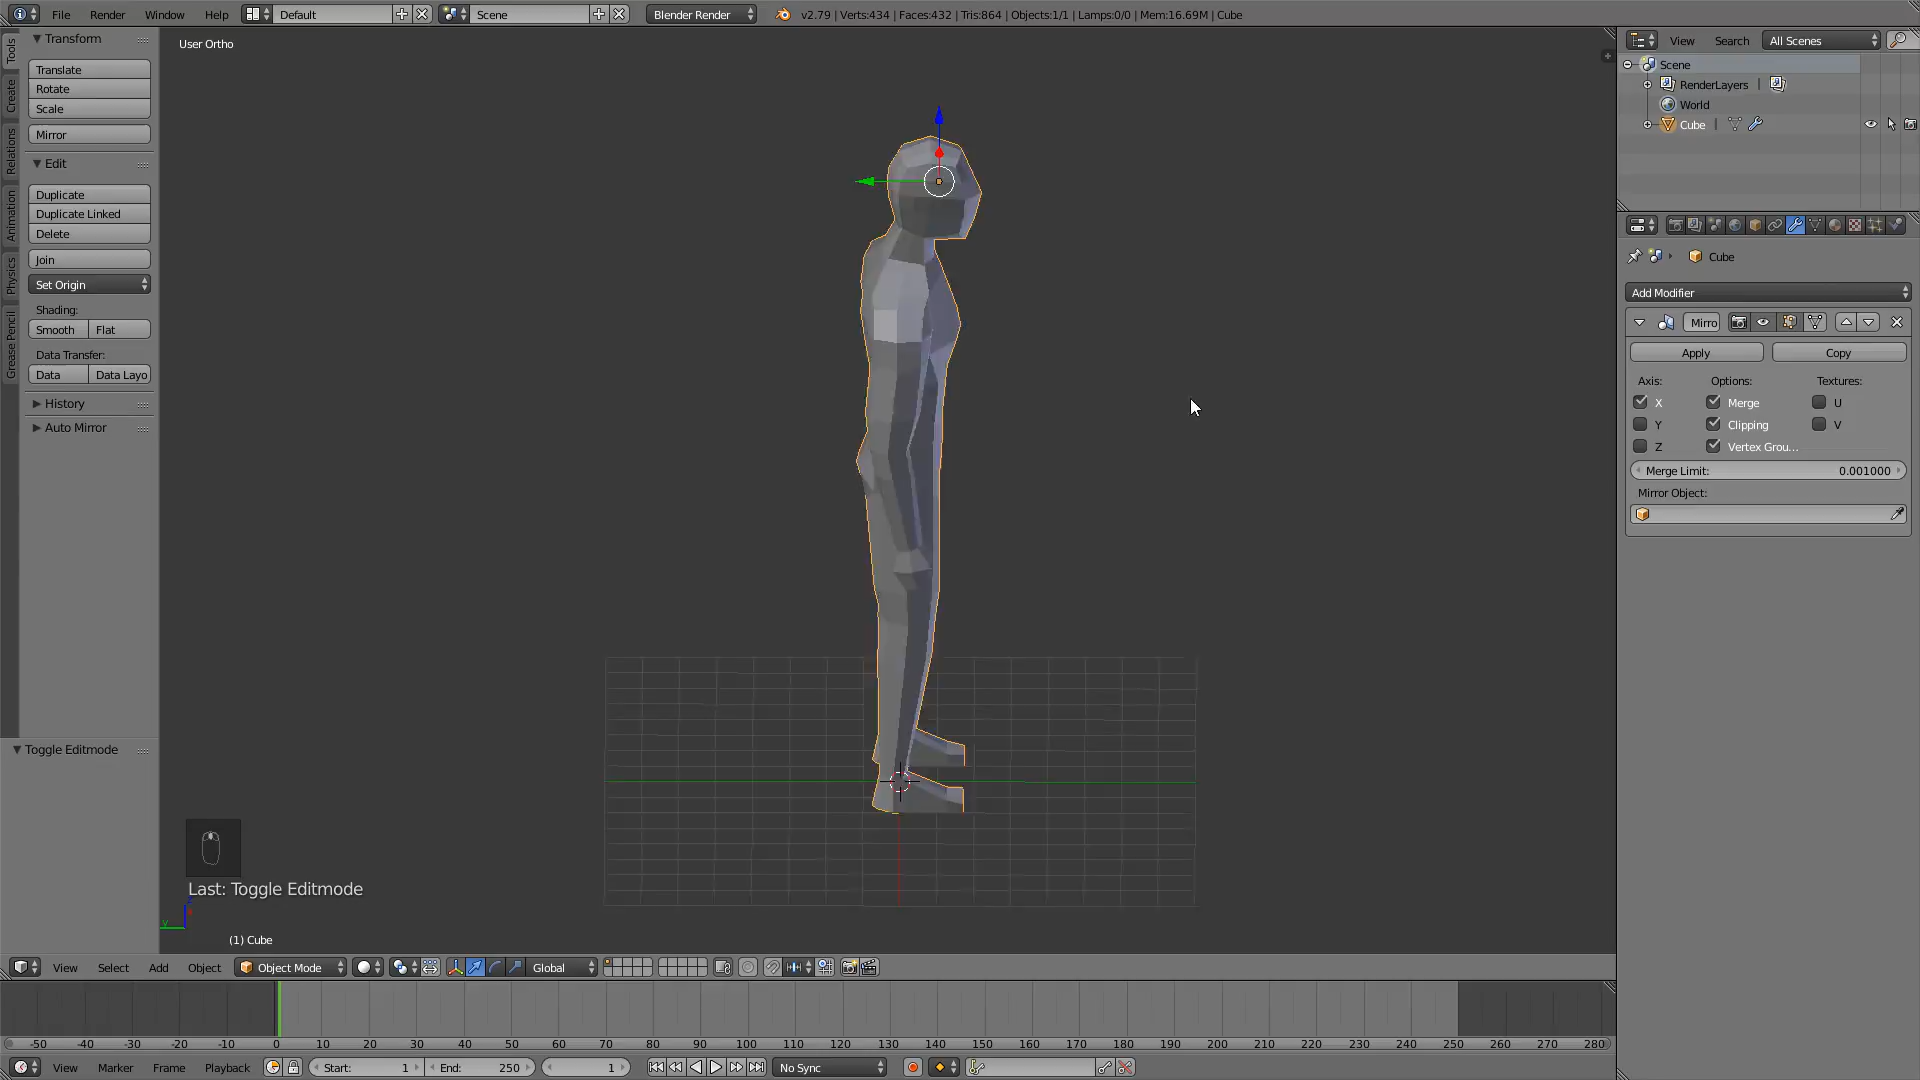 File Render Window Help Default Scene Blender Render v2.79 | Verts:434 | Faces:432 | Tris:864 | Objects:1/1 | Lamps:0/0 | Mem:16.69M | Cube
Tools
Create
Relations
Animation
Physics
Grease Pencil
Transform
Translate
Rotate
Scale
Mirror
Edit
Duplicate
Duplicate Linked
Delete
Join
Set Origin
Shading:
Smooth Flat
Data Transfer:
Data Data Layo
History
Auto Mirror
Toggle Editmode
User Ortho
Last: Toggle Editmode
y
(1) Cube
View Select Add Object Object Mode Global
-50 -40 -30 -20 -10 0 10 20 30 40 50 60 70 80 90 100 110 120 130 140 150 160 170 180 190 200 210 220 230 240 250 260 270 280
View Marker Frame Playback Start: 1 End: 250 1 No Sync
View Search All Scenes
Scene
RenderLayers |
World
Cube |
Cube
Add Modifier
Mirro
Apply Copy
Axis: Options: Textures:
X Merge U
Y Clipping V
Z Vertex Grou...
Merge Limit: 0.001000
Mirror Object: